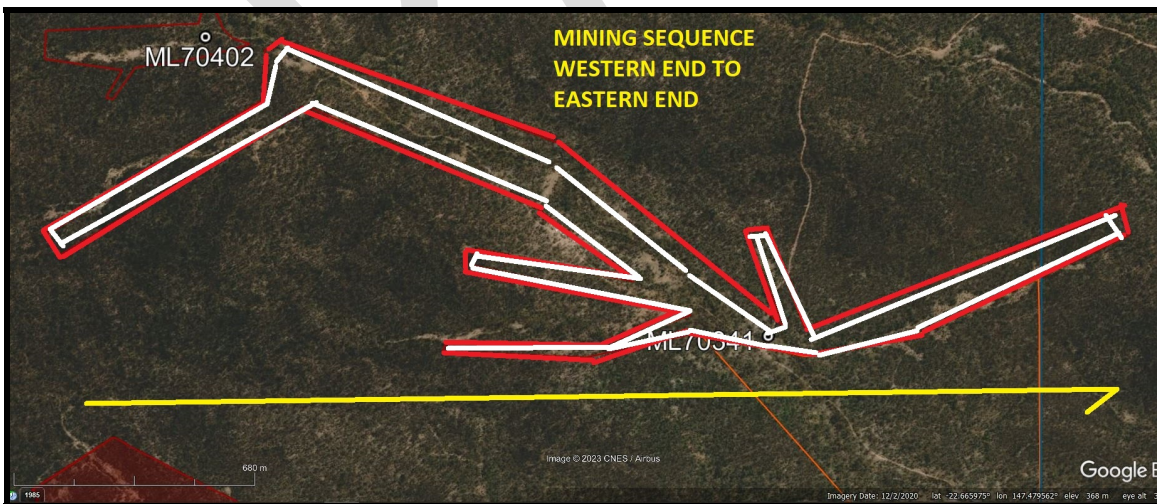 ML70402
MINING SEQUENCE
WESTERN END TO
EASTERN END
ML70341
680 m
Image © 2023 CNES / Airbus
Google E
1985
Imagery Date: 12/2/2020 lat -22.665975° lon 147.479562° elev 368 m eye alt